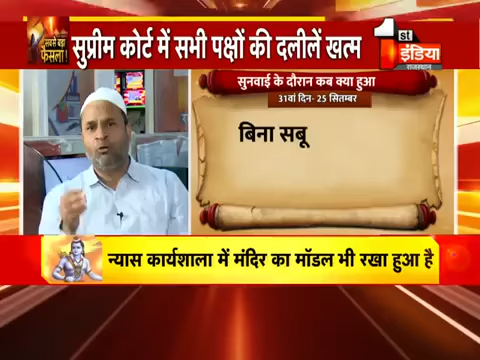 सबसे बड़ा
फैसला!
सुप्रीम कोर्ट में सभी पक्षों की दलीलें खत्म
1st
इंडिया
राजस्थान
सुनवाई के दौरान कब क्या हुआ
31वां दिन- 25 सितम्बर
बिना सबू
न्यास कार्यशाला में मंदिर का मॉडल भी रखा हुआ है